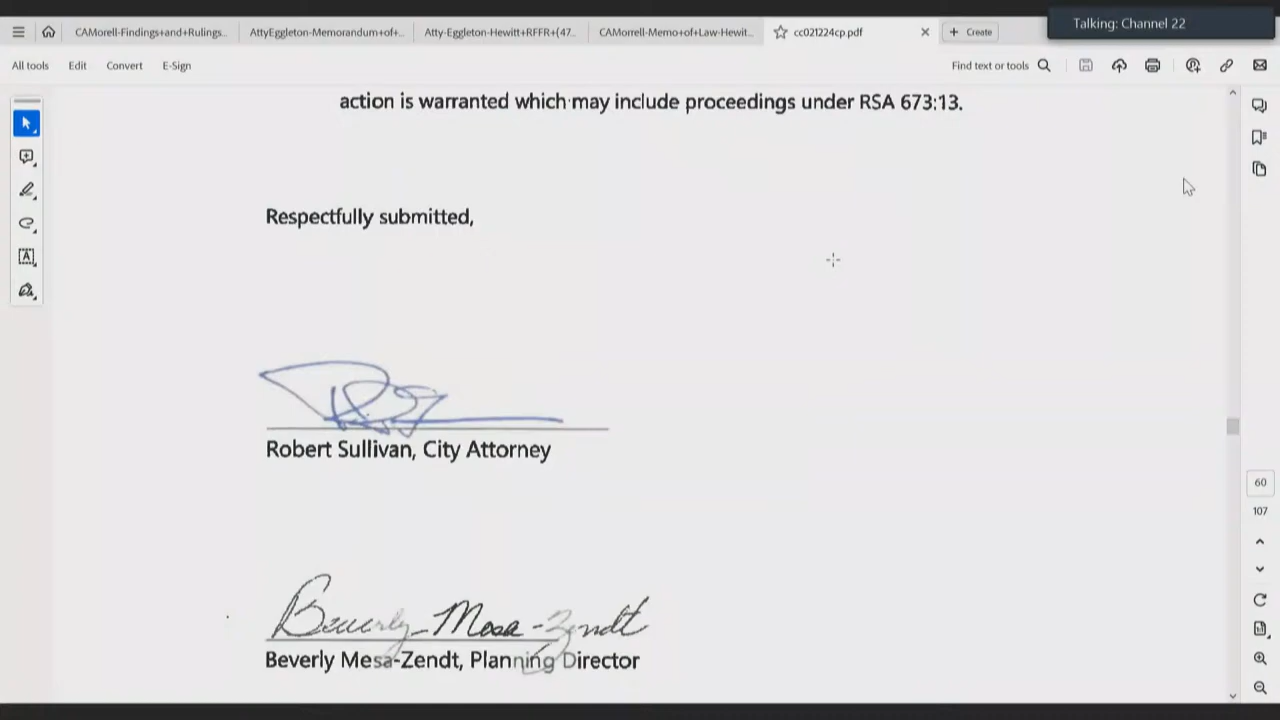 CAMorell-Findings+and+Rulings...
AttyEggleton-Memorandum+of+...
Atty-Eggleton-Hewitt+RFFR+(47...
CAMorrell-Memo+of+Law-Hewit...
cc021224cp.pdf
Create
Talking: Channel 22
All tools
Edit
Convert
E-Sign
Find text or tools
action is warranted which may include proceedings under RSA 673:13.
Respectfully submitted,
Robert Sullivan, City Attorney
Beverly Mesa-Zendt
Beverly Mesa-Zendt, Planning Director
60
107